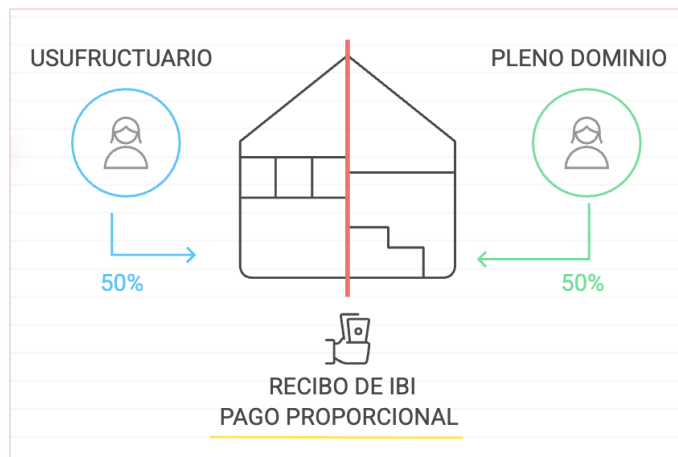 USUFRUCTUARIO
PLENO DOMINIO
50%
50%
RECIBO DE IBI
PAGO PROPORCIONAL